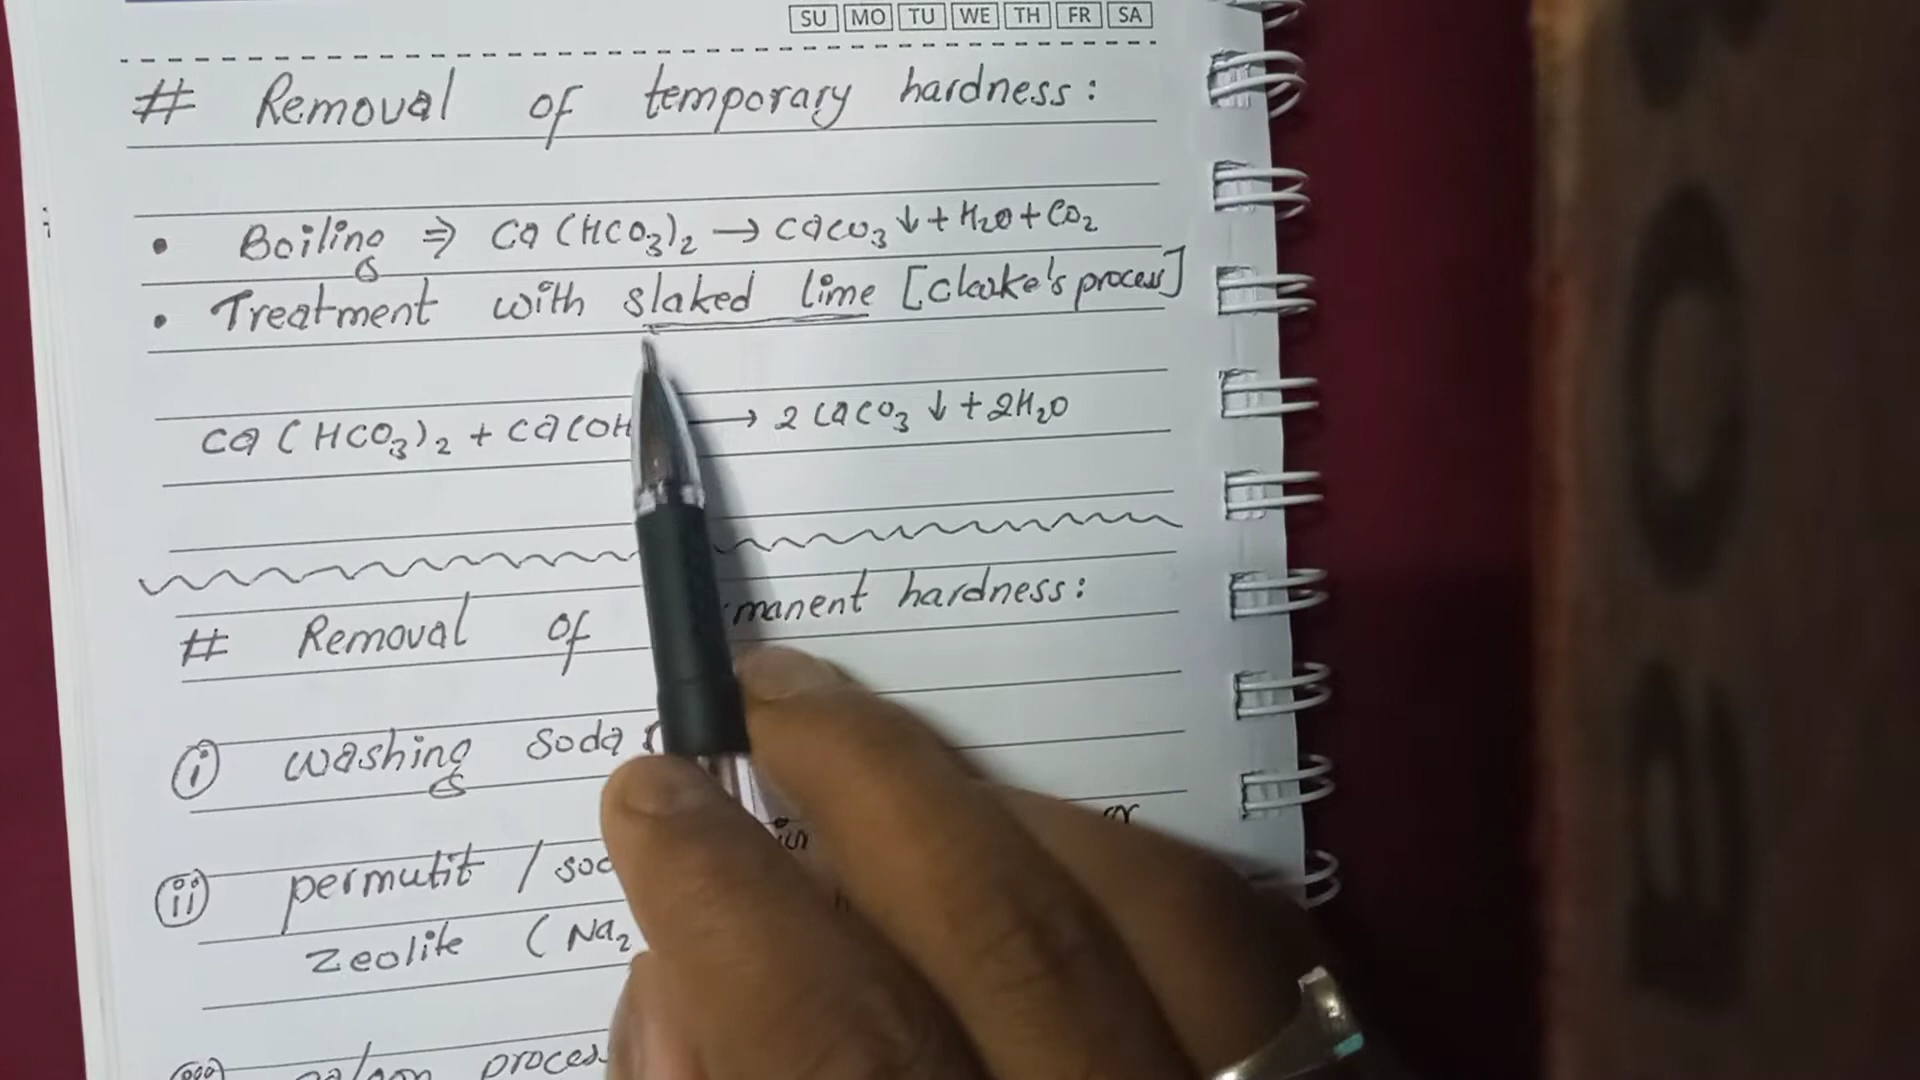 SU MO TU WE TH FR SA
# Removal of temporary hardness:
• Boiling ⇒ Ca(HCO3)2 → CaCO3↓ + H2O + CO2
• Treatment with slaked lime [Clarke's process]
Ca(HCO3)2 + Ca(OH → 2CaCO3↓ + 2H2O
# Removal of manent hardness:
(i) washing soda
(ii) permutit / sod
zeolite (Na2
process